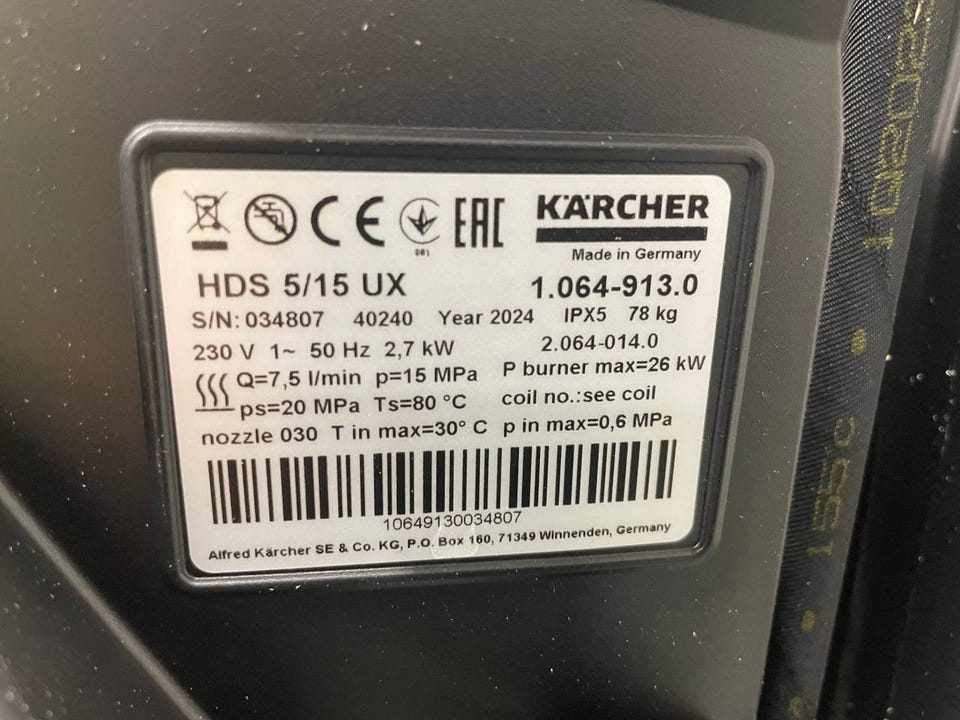 CE EAC KÄRCHER
001
Made in Germany
HDS 5/15 UX 1.064-913.0
S/N: 034807 40240 Year 2024 IPX5 78 kg
230 V 1~ 50 Hz 2,7 kW 2.064-014.0
Q=7,5 l/min p=15 MPa P burner max=26 kW
ps=20 MPa Ts=80 °C coil no.:see coil
nozzle 030 T in max=30° C p in max=0,6 MPa
10649130034807
Alfred Kärcher SE & Co. KG, P.O. Box 160, 71349 Winnenden, Germany
155°C